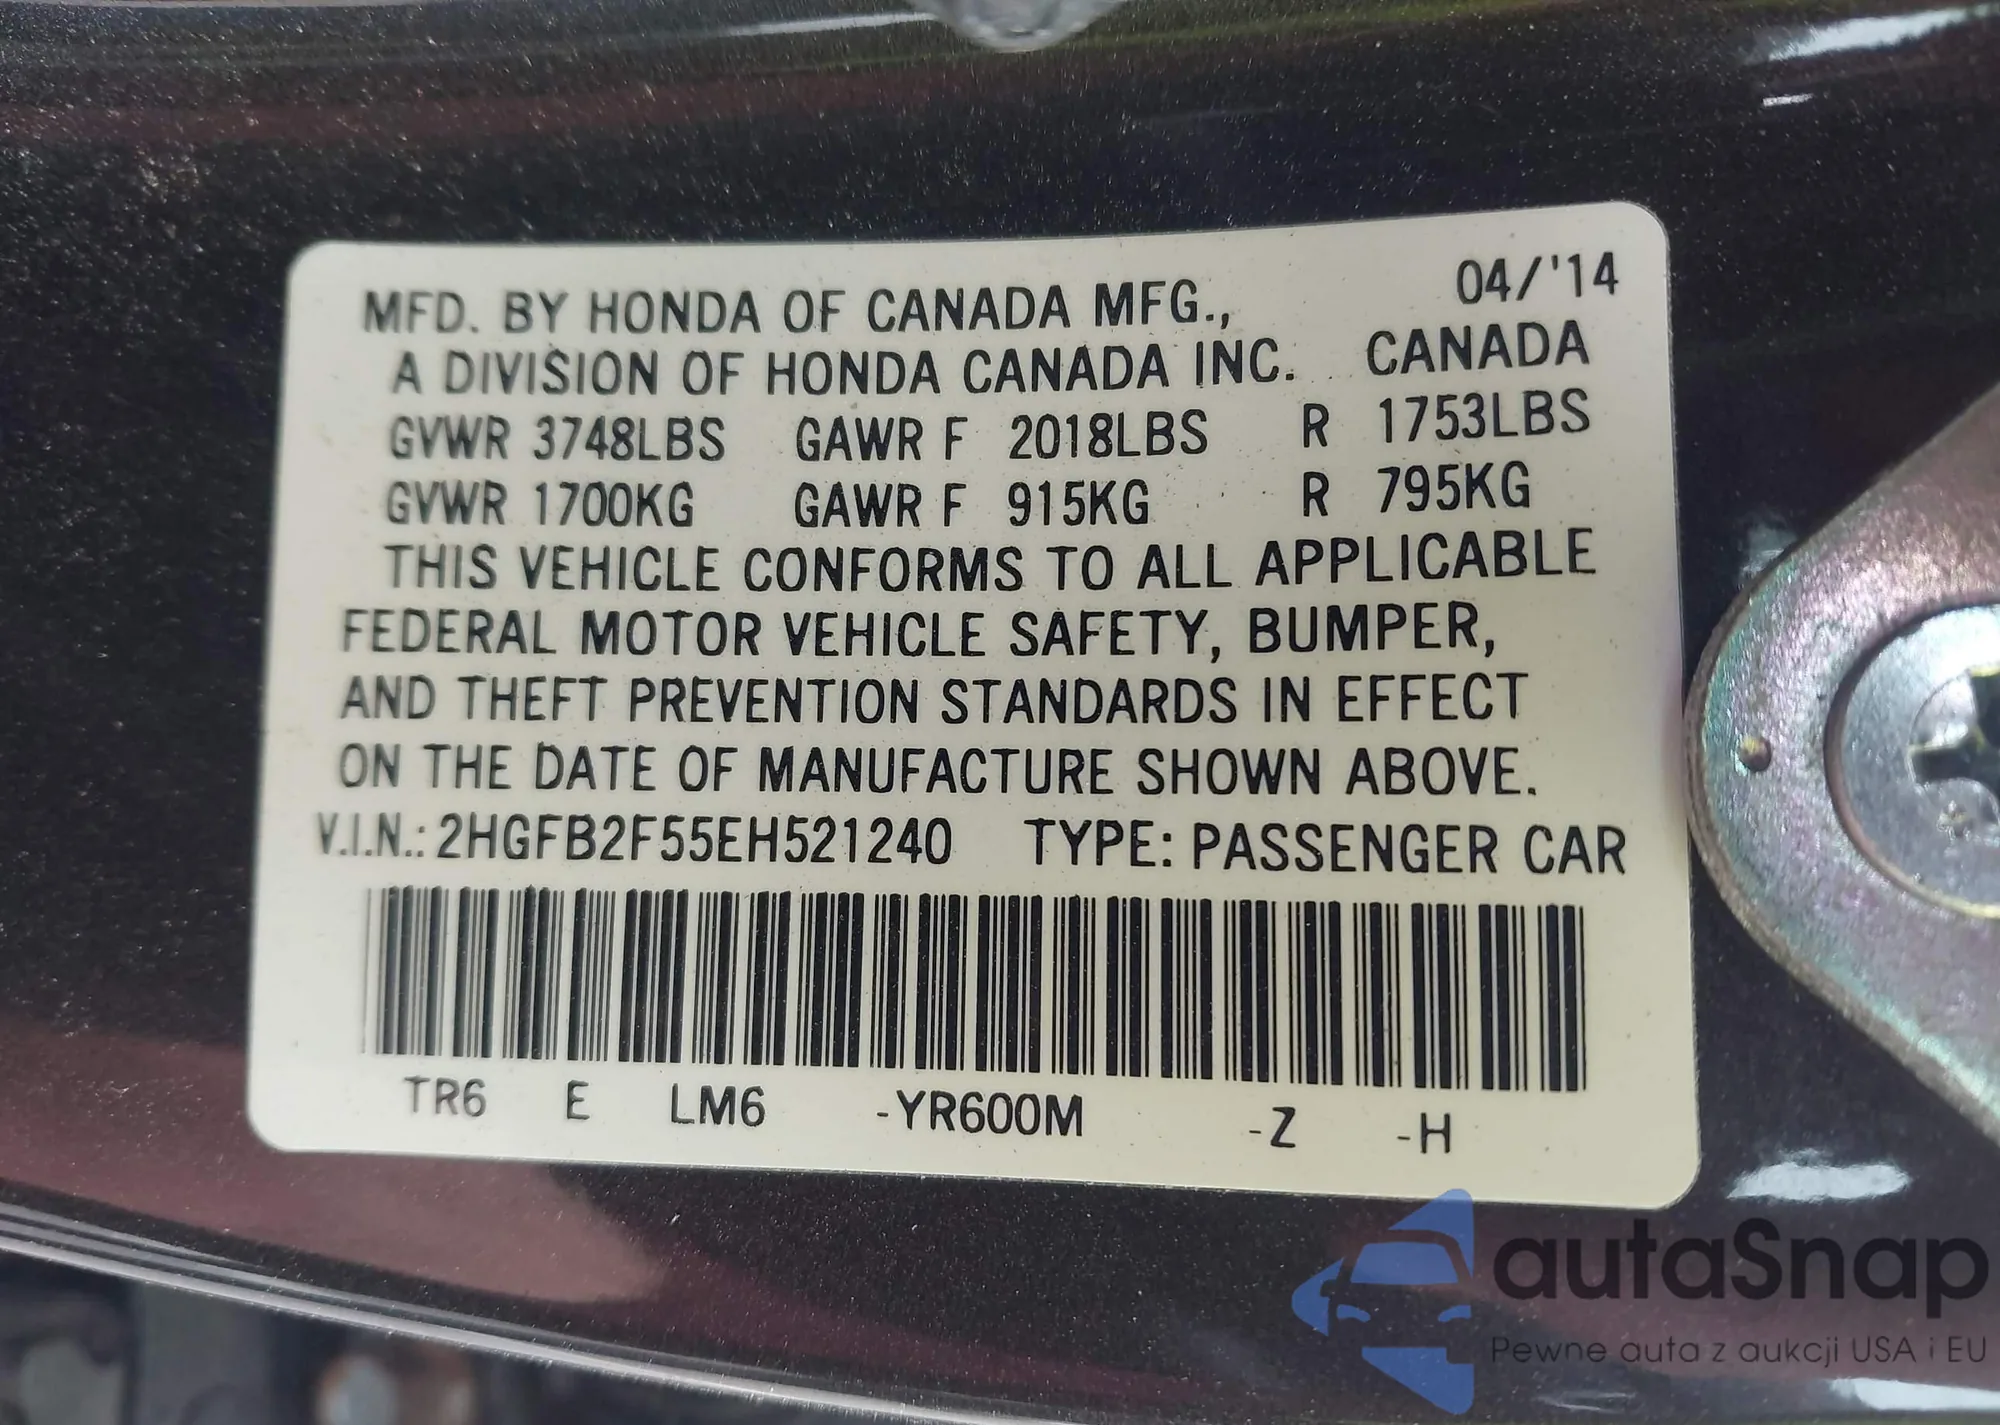 04/'14
MFD. BY HONDA OF CANADA MFG.,
A DIVISION OF HONDA CANADA INC. CANADA
GVWR 3748LBS GAWR F 2018LBS R 1753LBS
GVWR 1700KG GAWR F 915KG R 795KG
THIS VEHICLE CONFORMS TO ALL APPLICABLE
FEDERAL MOTOR VEHICLE SAFETY, BUMPER,
AND THEFT PREVENTION STANDARDS IN EFFECT
ON THE DATE OF MANUFACTURE SHOWN ABOVE.
V.I.N.: 2HGFB2F55EH521240 TYPE: PASSENGER CAR
TR6 E LM6 -YR600M -Z -H
autaSnap
Pewne auta z aukcji USA i EU